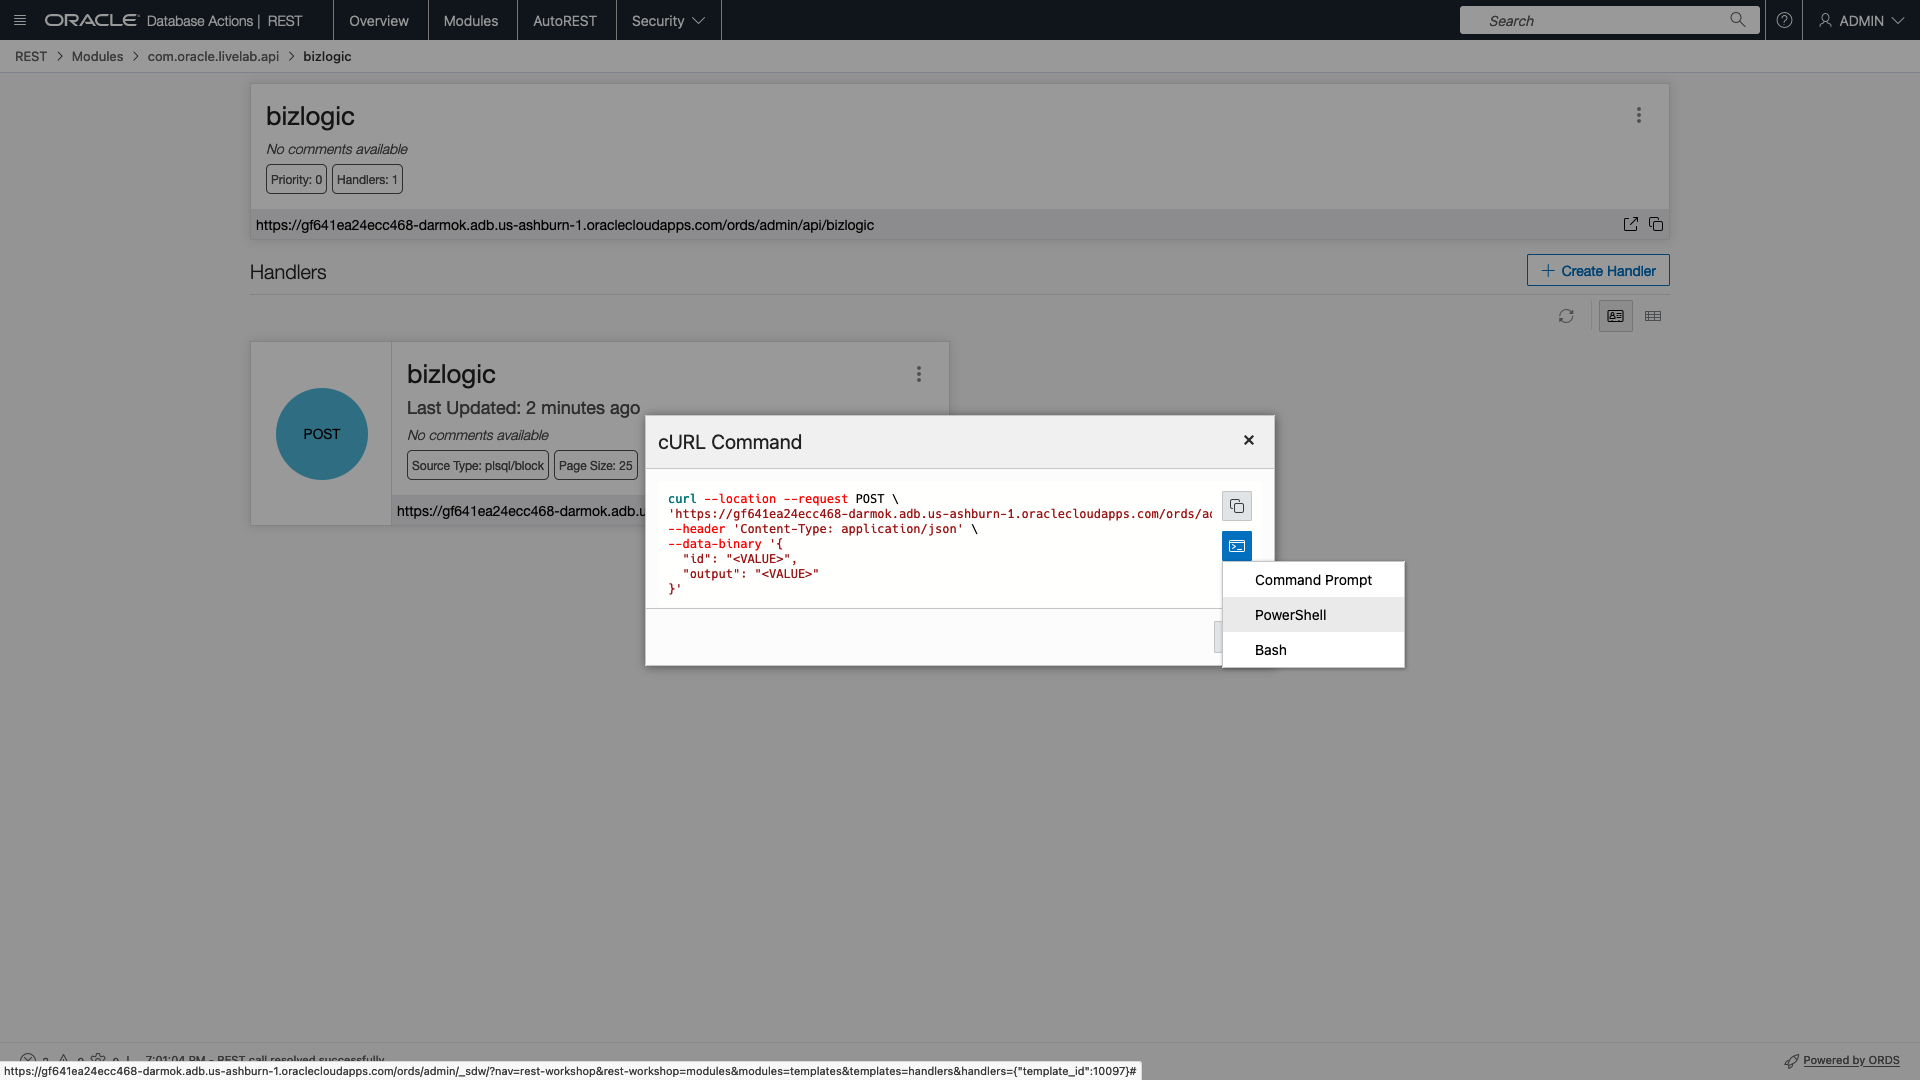 ORACLE Database Actions | REST
Overview
Modules
AutoREST
Security
Search
ADMIN
REST > Modules > com.oracle.livelab.api > bizlogic
bizlogic
No comments available
Priority: 0
Handlers: 1
https://gf641ea24ecc468-darmok.adb.us-ashburn-1.oraclecloudapps.com/ords/admin/api/bizlogic
Handlers
Create Handler
POST
bizlogic
Last Updated: 2 minutes ago
No comments available
Source Type: plsql/block
Page Size: 25
https://gf641ea24ecc468-darmok.adb.u
cURL Command
curl --location --request POST \
'https://gf641ea24ecc468-darmok.adb.us-ashburn-1.oraclecloudapps.com/ords/ad
--header 'Content-Type: application/json' \
--data-binary '{
"id": "<VALUE>",
"output": "<VALUE>"
}'
Command Prompt
PowerShell
Bash
7:01:04 PM - REST call resolved successfully
Powered by ORDS
https://gf641ea24ecc468-darmok.adb.us-ashburn-1.oraclecloudapps.com/ords/admin/_sdw/?nav=rest-workshop&rest-workshop=modules&modules=templates&templates=handlers&handlers={"template_id":10097}#